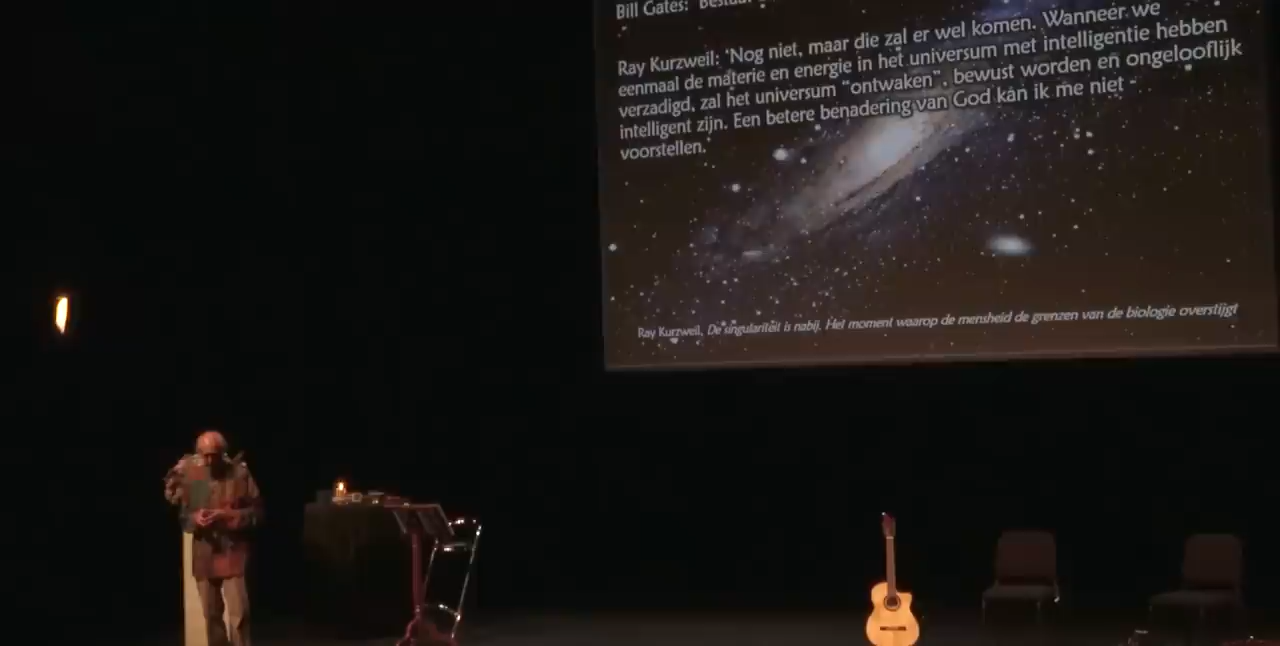 Bill Gates:
Ray Kurzweil: 'Nog niet, maar die zal er wel komen. Wanneer we
eenmaal de materie en energie in het universum met intelligentie hebben
verzadigd, zal het universum "ontwaken", bewust worden en ongelooflijk
intelligent zijn. Een betere benadering van God kan ik me niet -
voorstellen.'
Ray Kurzweil, De singulariteit is nabij. Het moment waarop de mensheid de grenzen van de biologie overstijgt